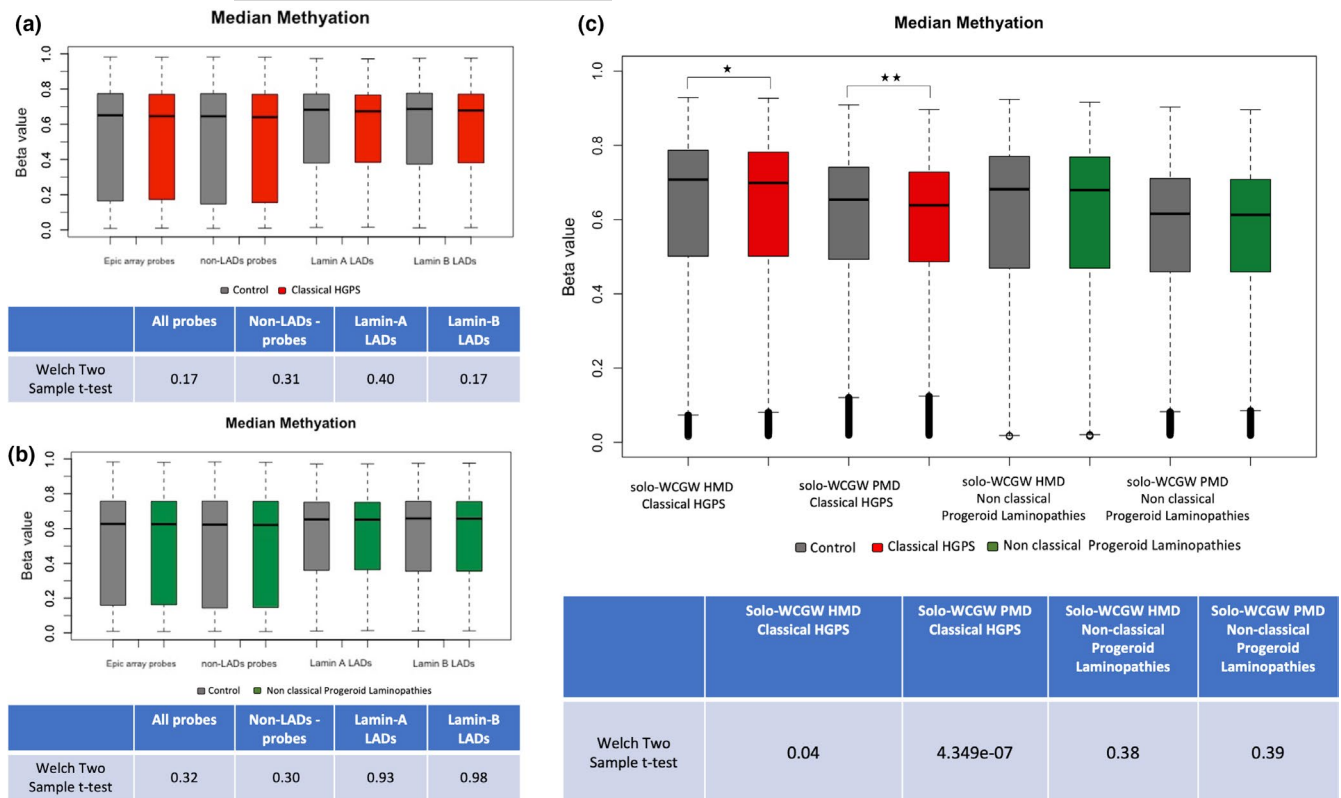 (a)
Median Methyation
Beta value
1.0
0.8
0.6
0.4
0.2
0.0
Epic array probes non-LADs probes Lamin A LADs Lamin B LADs
Control Classical HGPS
All probes Non-LADs - probes Lamin-A LADs Lamin-B LADs
Welch Two Sample t-test 0.17 0.31 0.40 0.17
(b)
Median Methyation
Beta value
1.0
0.8
0.6
0.4
0.2
0.0
Epic array probes non-LADs probes Lamin A LADs Lamin B LADs
Control Non classical Progeroid Laminopathies
All probes Non-LADs - probes Lamin-A LADs Lamin-B LADs
Welch Two Sample t-test 0.32 0.30 0.93 0.98
(c)
Median Methyation
Beta value
1.0
0.8
0.6
0.4
0.2
0.0
solo-WCGW HMD
Classical HGPS
solo-WCGW PMD
Classical HGPS
solo-WCGW HMD
Non classical
Progeroid Laminopathies
solo-WCGW PMD
Non classical
Progeroid Laminopathies
Control Classical HGPS Non classical Progeroid Laminopathies
Solo-WCGW HMD
Classical HGPS
Solo-WCGW PMD
Classical HGPS
Solo-WCGW HMD
Non-classical
Progeroid
Laminopathies
Solo-WCGW PMD
Non-classical
Progeroid
Laminopathies
Welch Two
Sample t-test
0.04 4.349e-07 0.38 0.39